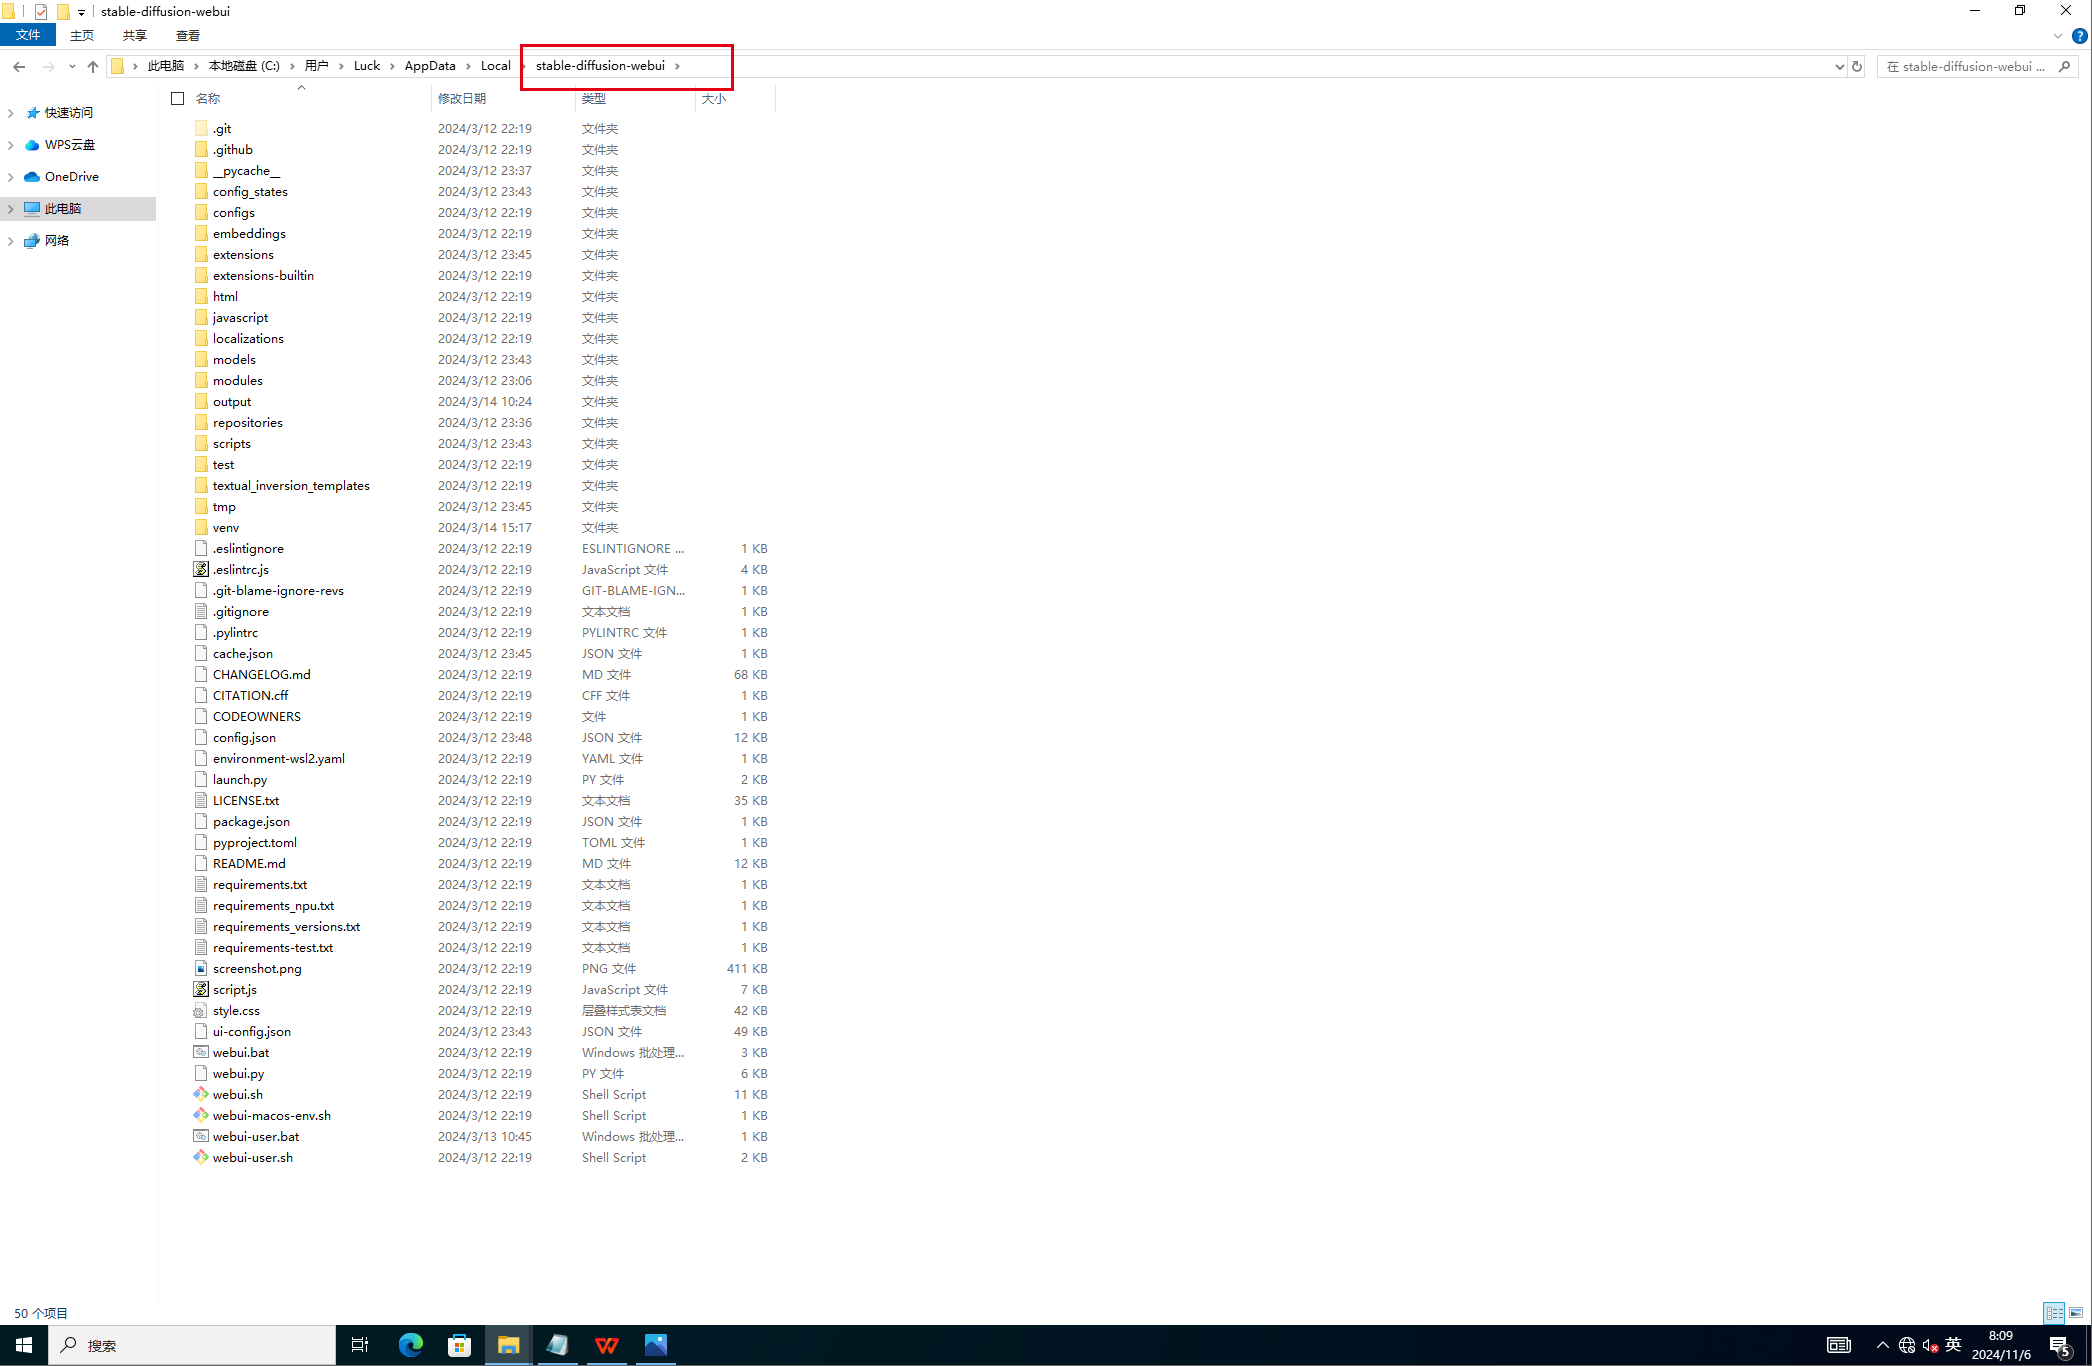 stable-diffusion-webui
文件 主页 共享 查看
此电脑 本地磁盘 (C:) 用户 Luck AppData Local stable-diffusion-webui 在 stable-diffusion-webui ...
名称 修改日期 类型 大小
快速访问
WPS云盘
OneDrive
此电脑
网络
.git 2024/3/12 22:19 文件夹
.github 2024/3/12 22:19 文件夹
__pycache__ 2024/3/12 23:37 文件夹
config_states 2024/3/12 23:43 文件夹
configs 2024/3/12 22:19 文件夹
embeddings 2024/3/12 22:19 文件夹
extensions 2024/3/12 23:45 文件夹
extensions-builtin 2024/3/12 22:19 文件夹
html 2024/3/12 22:19 文件夹
javascript 2024/3/12 22:19 文件夹
localizations 2024/3/12 22:19 文件夹
models 2024/3/12 23:43 文件夹
modules 2024/3/12 23:06 文件夹
output 2024/3/14 10:24 文件夹
repositories 2024/3/12 23:36 文件夹
scripts 2024/3/12 23:43 文件夹
test 2024/3/12 22:19 文件夹
textual_inversion_templates 2024/3/12 22:19 文件夹
tmp 2024/3/12 23:45 文件夹
venv 2024/3/14 15:17 文件夹
.eslintignore 2024/3/12 22:19 ESLINTIGNORE ... 1 KB
.eslintrc.js 2024/3/12 22:19 JavaScript 文件 4 KB
.git-blame-ignore-revs 2024/3/12 22:19 GIT-BLAME-IGN... 1 KB
.gitignore 2024/3/12 22:19 文本文档 1 KB
.pylintrc 2024/3/12 22:19 PYLINTRC 文件 1 KB
cache.json 2024/3/12 23:45 JSON 文件 1 KB
CHANGELOG.md 2024/3/12 22:19 MD 文件 68 KB
CITATION.cff 2024/3/12 22:19 CFF 文件 1 KB
CODEOWNERS 2024/3/12 22:19 文件 1 KB
config.json 2024/3/12 23:48 JSON 文件 12 KB
environment-wsl2.yaml 2024/3/12 22:19 YAML 文件 1 KB
launch.py 2024/3/12 22:19 PY 文件 2 KB
LICENSE.txt 2024/3/12 22:19 文本文档 35 KB
package.json 2024/3/12 22:19 JSON 文件 1 KB
pyproject.toml 2024/3/12 22:19 TOML 文件 1 KB
README.md 2024/3/12 22:19 MD 文件 12 KB
requirements.txt 2024/3/12 22:19 文本文档 1 KB
requirements_npu.txt 2024/3/12 22:19 文本文档 1 KB
requirements_versions.txt 2024/3/12 22:19 文本文档 1 KB
requirements-test.txt 2024/3/12 22:19 文本文档 1 KB
screenshot.png 2024/3/12 22:19 PNG 文件 411 KB
script.js 2024/3/12 22:19 JavaScript 文件 7 KB
style.css 2024/3/12 22:19 层叠样式表文档 42 KB
ui-config.json 2024/3/12 23:43 JSON 文件 49 KB
webui.bat 2024/3/12 22:19 Windows 批处理... 3 KB
webui.py 2024/3/12 22:19 PY 文件 6 KB
webui.sh 2024/3/12 22:19 Shell Script 11 KB
webui-macos-env.sh 2024/3/12 22:19 Shell Script 1 KB
webui-user.bat 2024/3/13 10:45 Windows 批处理... 1 KB
webui-user.sh 2024/3/12 22:19 Shell Script 2 KB
50 个项目
搜索 英 8:09
2024/11/6 5